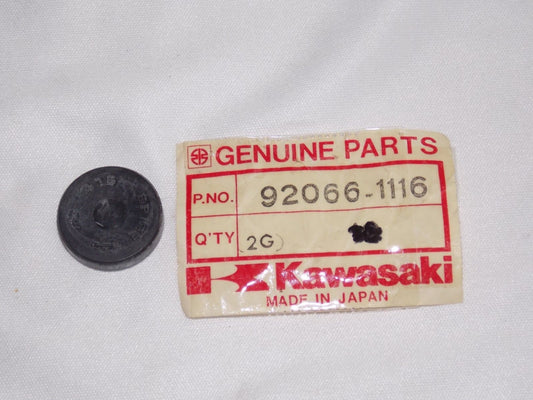 GENUINE PARTS
P.NO. 92066-1116
Q'TY (2G)
Kawasaki
MADE IN JAPAN